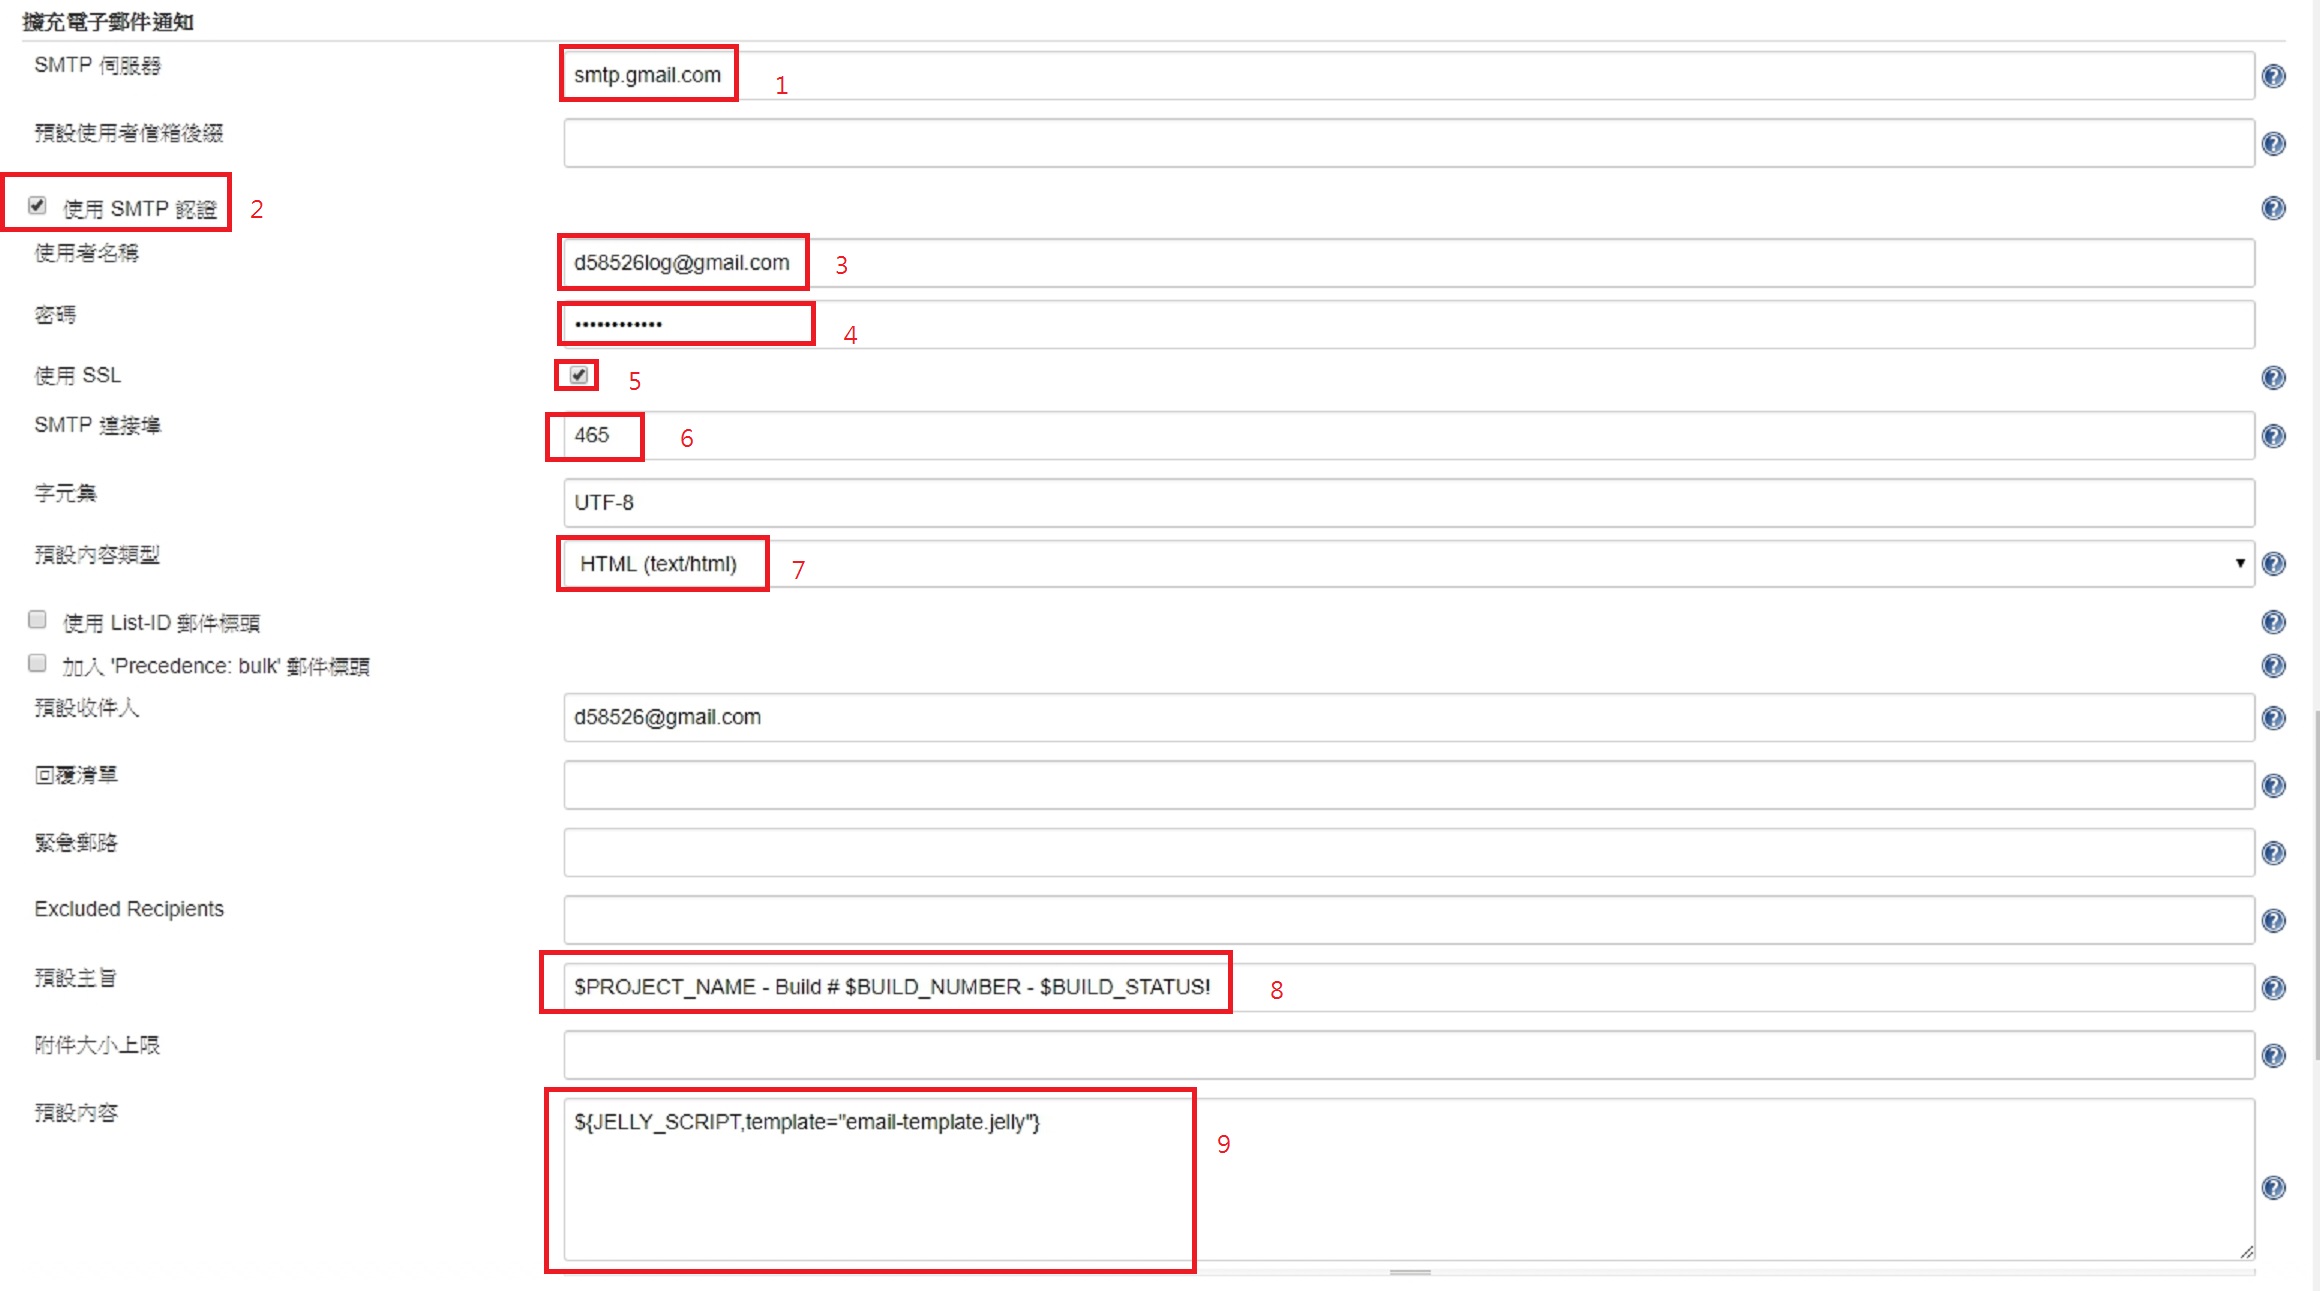 擴充電子郵件通知
SMTP 伺服器
smtp.gmail.com
1
預設使用者信箱後綴
使用 SMTP 認證
2
使用者名稱
d58526log@gmail.com
3
密碼
••••••••••••
4
使用 SSL
5
SMTP 連接埠
465
6
字元集
UTF-8
預設內容類型
HTML (text/html)
7
使用 List-ID 郵件標頭
加入 'Precedence: bulk' 郵件標頭
預設收件人
d58526@gmail.com
回覆清單
緊急郵路
Excluded Recipients
預設主旨
$PROJECT_NAME - Build # $BUILD_NUMBER - $BUILD_STATUS!
8
附件大小上限
預設內容
${JELLY_SCRIPT,template="email-template.jelly"}
9